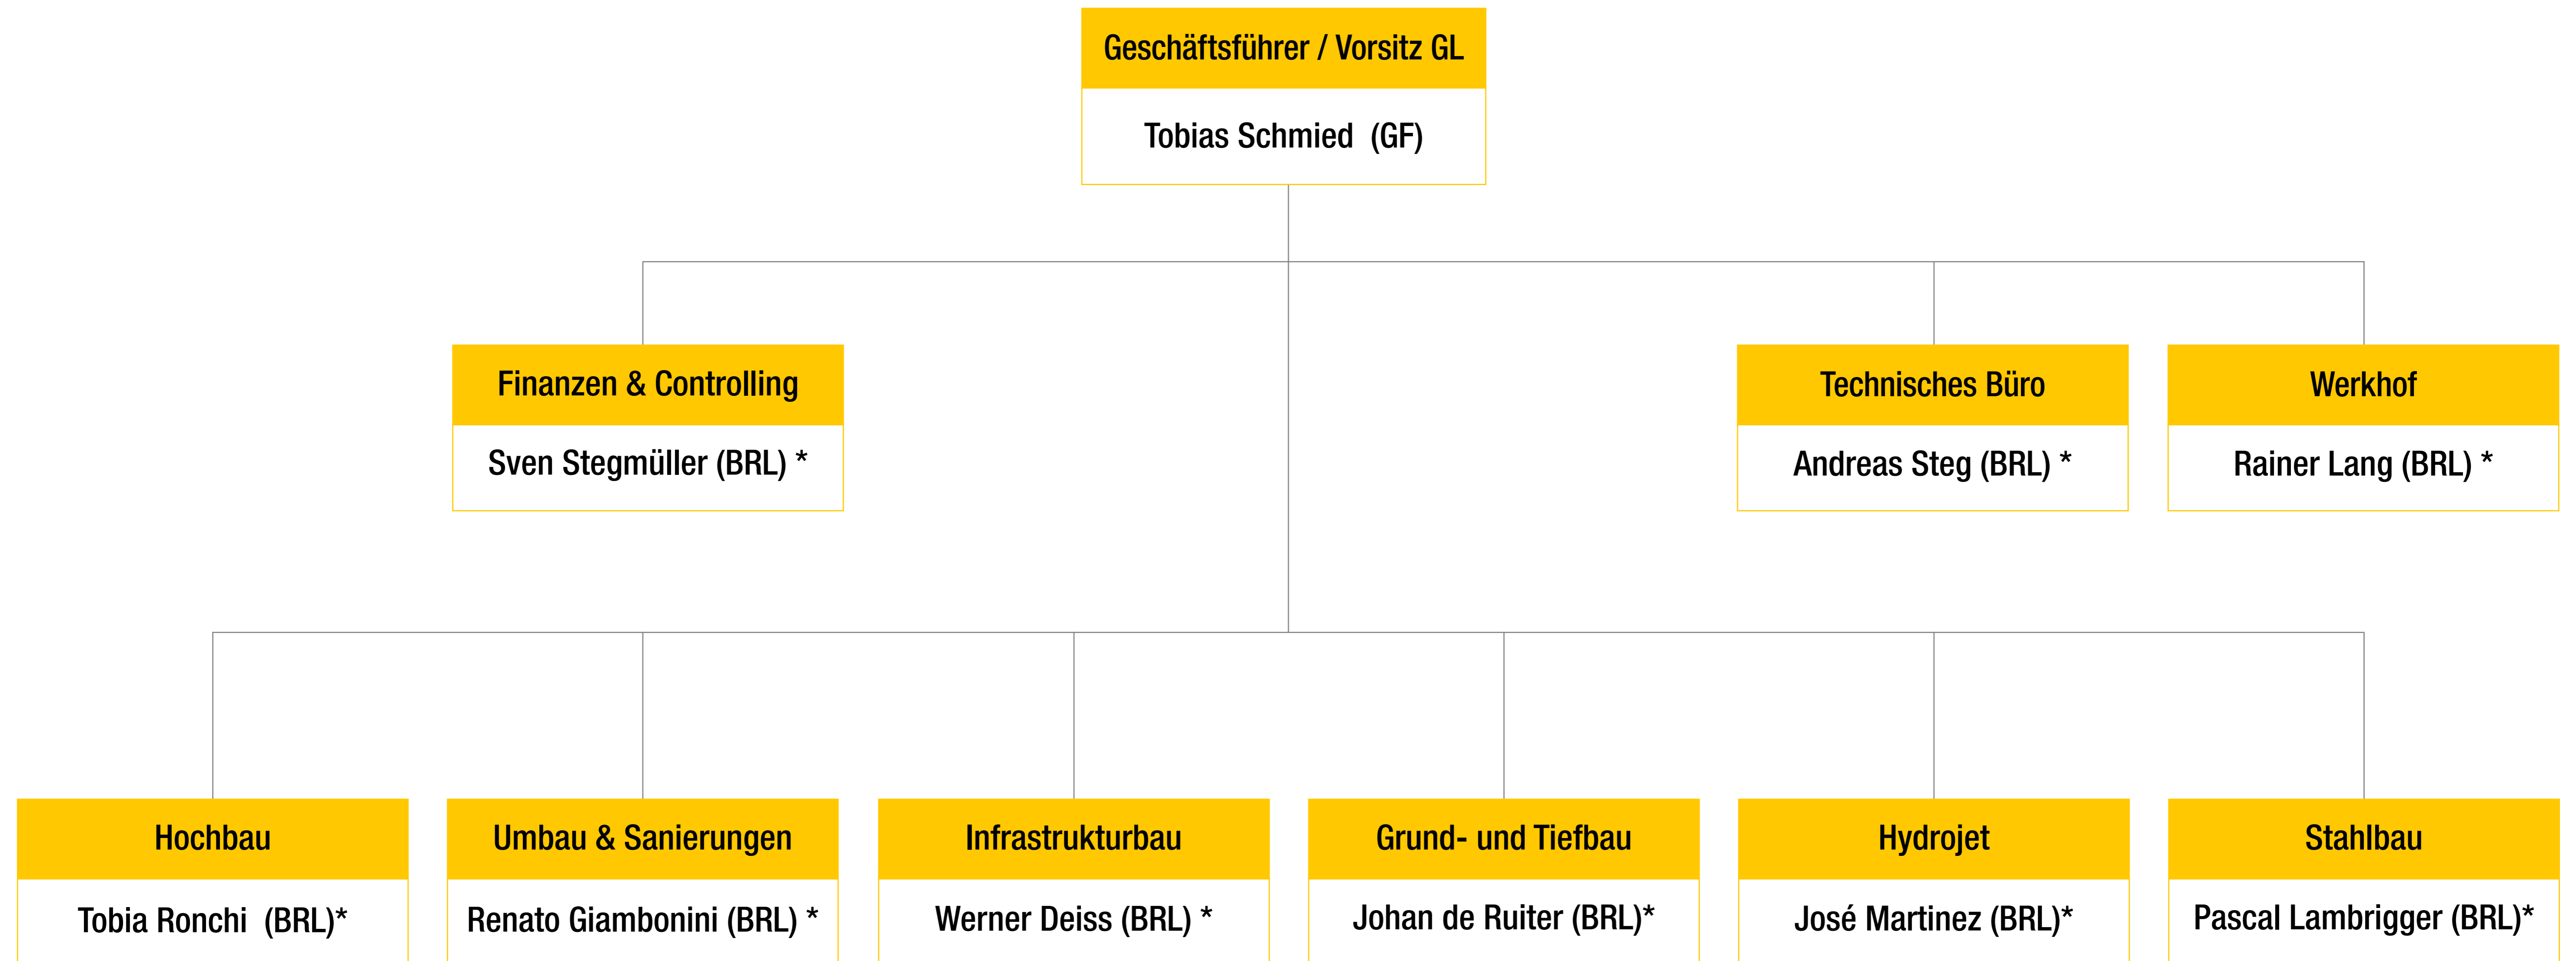 Geschäftsführer / Vorsitz GL
Tobias Schmied (GF)
Finanzen & Controlling
Sven Stegmüller (BRL) *
Technisches Büro
Andreas Steg (BRL) *
Werkhof
Rainer Lang (BRL) *
Hochbau
Tobia Ronchi (BRL)*
Umbau & Sanierungen
Renato Giambonini (BRL) *
Infrastrukturbau
Werner Deiss (BRL) *
Grund- und Tiefbau
Johan de Ruiter (BRL)*
Hydrojet
José Martinez (BRL)*
Stahlbau
Pascal Lambrigger (BRL)*